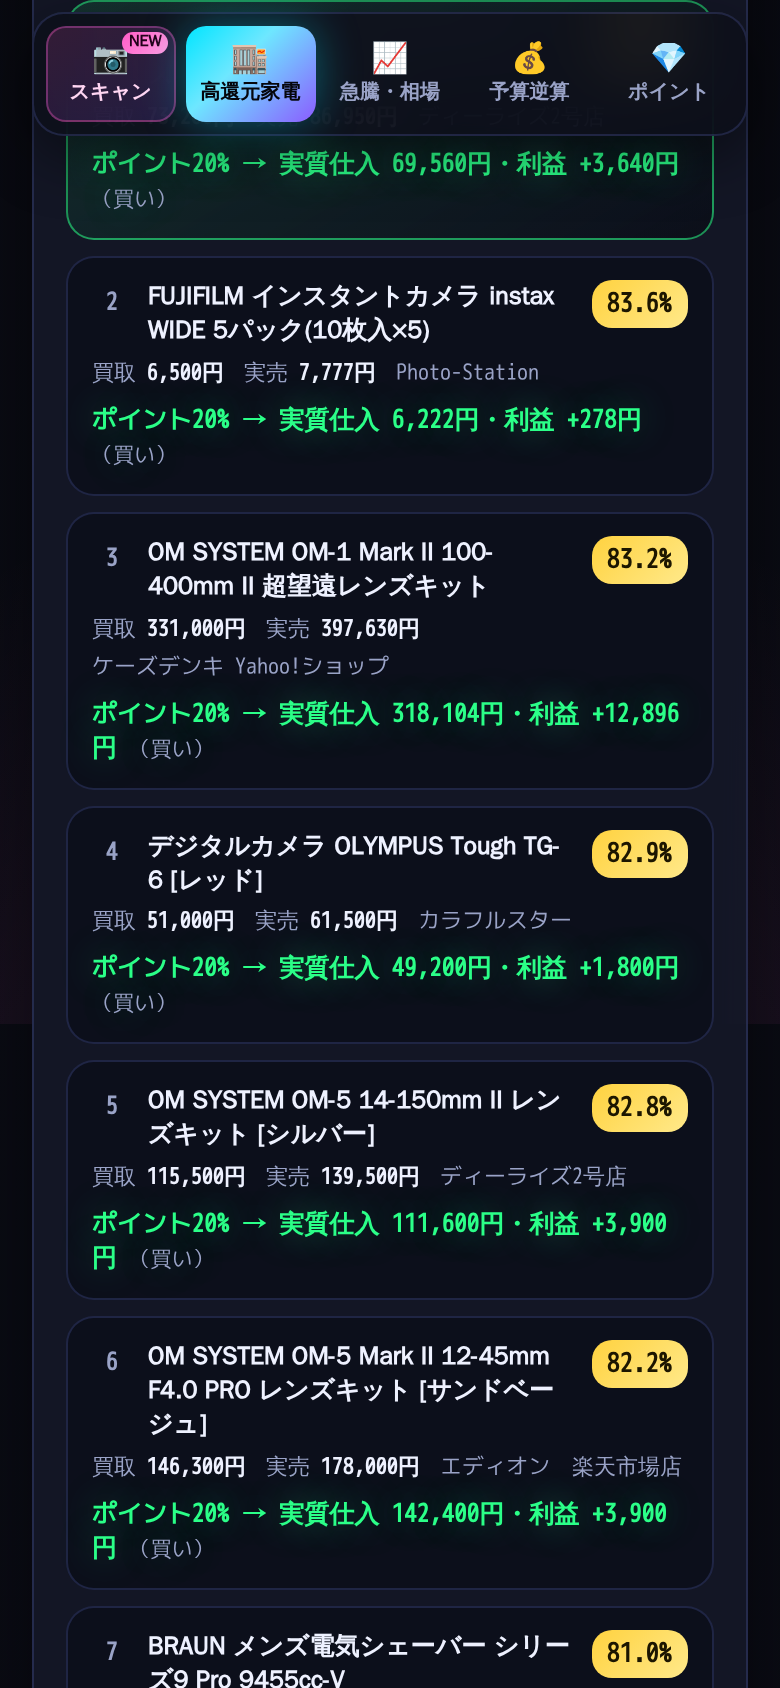 NEW
スキャン
高還元家電
急騰・相場
予算逆算
ポイント
ポイント20% → 実質仕入 69,560円・利益 +3,640円
（買い）
2
FUJIFILM インスタントカメラ instax
WIDE 5パック(10枚入×5)
83.6%
買取 6,500円 実売 7,777円 Photo-Station
ポイント20% → 実質仕入 6,222円・利益 +278円
（買い）
3
OM SYSTEM OM-1 Mark II 100-
400mm II 超望遠レンズキット
83.2%
買取 331,000円 実売 397,630円
ケーズデンキ Yahoo!ショップ
ポイント20% → 実質仕入 318,104円・利益 +12,896
円 （買い）
4
デジタルカメラ OLYMPUS Tough TG-
6 [レッド]
82.9%
買取 51,000円 実売 61,500円 カラフルスター
ポイント20% → 実質仕入 49,200円・利益 +1,800円
（買い）
5
OM SYSTEM OM-5 14-150mm II レン
ズキット [シルバー]
82.8%
買取 115,500円 実売 139,500円 ディーライズ2号店
ポイント20% → 実質仕入 111,600円・利益 +3,900
円 （買い）
6
OM SYSTEM OM-5 Mark II 12-45mm
F4.0 PRO レンズキット [サンドベー
ジュ]
82.2%
買取 146,300円 実売 178,000円 エディオン 楽天市場店
ポイント20% → 実質仕入 142,400円・利益 +3,900
円 （買い）
7
BRAUN メンズ電気シェーバー シリー
ズ9 Pro 9455cc-V
81.0%